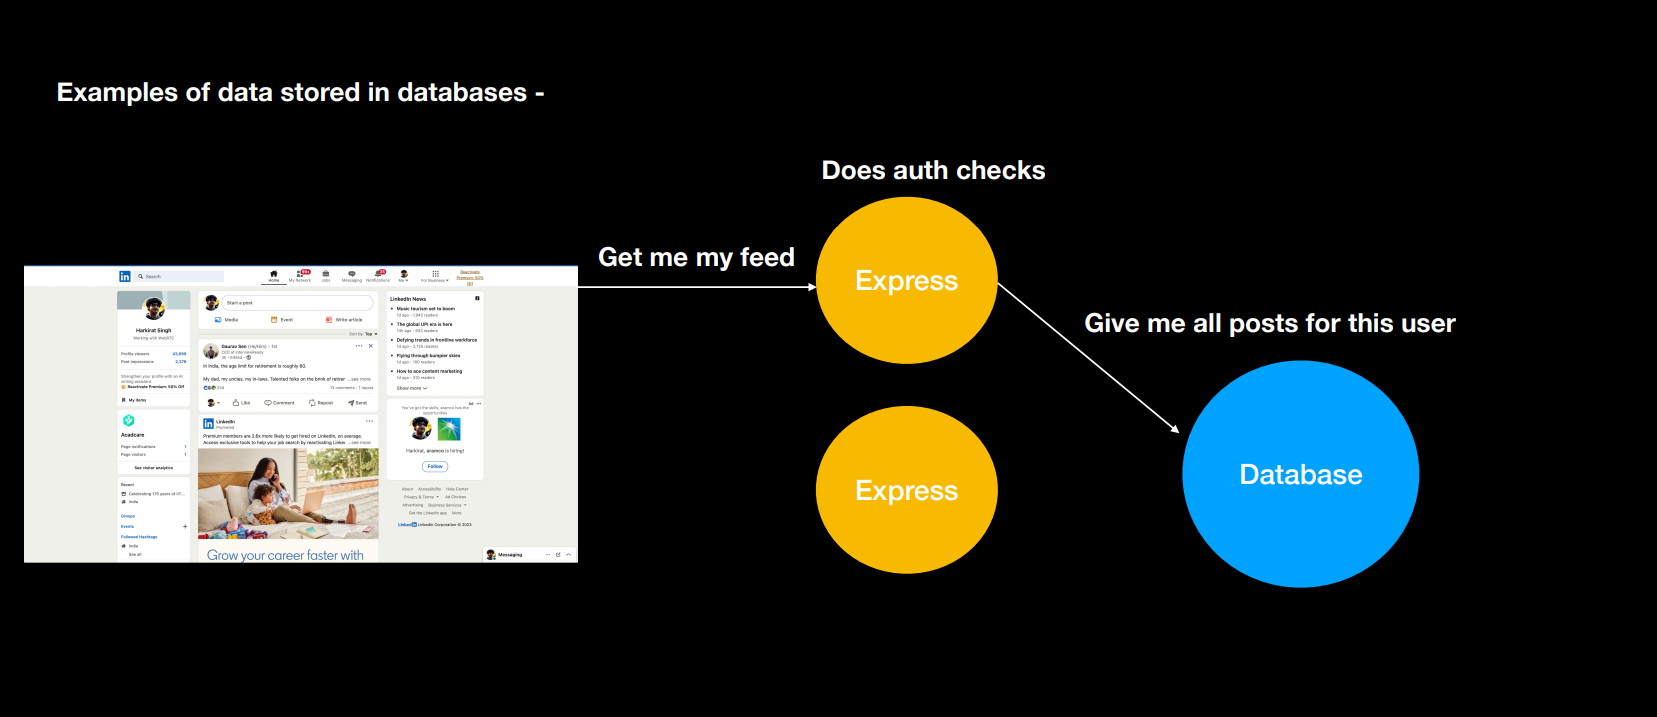 Examples of data stored in databases -
Does auth checks
Get me my feed
Express
Give me all posts for this user
Express
Database
in
Search
Home
My Network
Jobs
Messaging
Notifications
Me
For Business
Reactivate
Premium: 50%
Off
Harkirat Singh
Working with WebRTC
Profile viewers 43,698
Post impressions 2,276
Strengthen your profile with an AI
writing assistant
Reactivate Premium: 50% Off
My items
Acadcare
Page notifications 1
Page visitors 1
See visitor analytics
Recent
Celebrating 175 years of IIT...
india
Groups
Events +
Followed Hashtags
india
See all
Start a post
Media Event Write article
Sort by: Top
Gaurav Sen (He/Him) • 1st
CEO at InterviewReady
In India, the age limit for retirement is roughly 60.
My dad, my uncles, my in-laws. Talented folks on the brink of retirer ...see more
13 comments • 1 repost
Like Comment Repost Send
LinkedIn
Promoted
Premium members are 2.6x more likely to get hired on LinkedIn, on average.
Access exclusive tools to help your job search by reactivating Linke ...see more
Grow your career faster with
LinkedIn News
Music tourism set to boom
1d ago • 1,842 readers
The global UPI era is here
Defying trends in frontline workforce
Flying through bumpier skies
How to ace content marketing
Show more
Ad ...
You've got the skills, aramco has the
opportunities
Harkirat, aramco is hiring!
Follow
About Accessibility Help Center
Privacy & Terms Ad Choices
Advertising Business Services
Get the LinkedIn app More
LinkedIn LinkedIn Corporation © 2023
Messaging